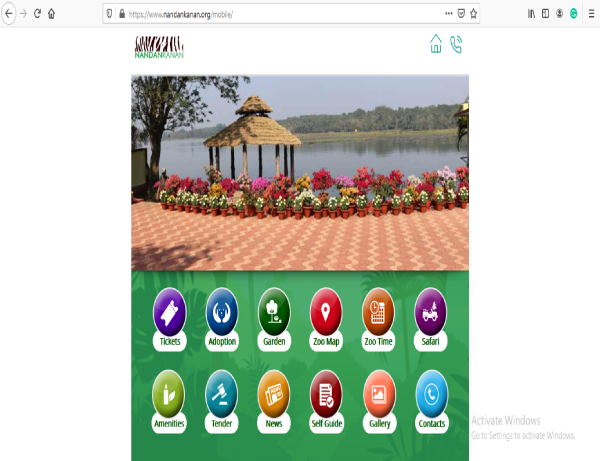 https://www.nandankanan.org/mobile/
NANDANKANAN
Tickets
Adoption
Garden
Zoo Map
Zoo Time
Safari
NEWS
Amenities
Tender
News
Self Guide
Gallery
Contacts
Activate Windows
Go to Settings to activate Windows.